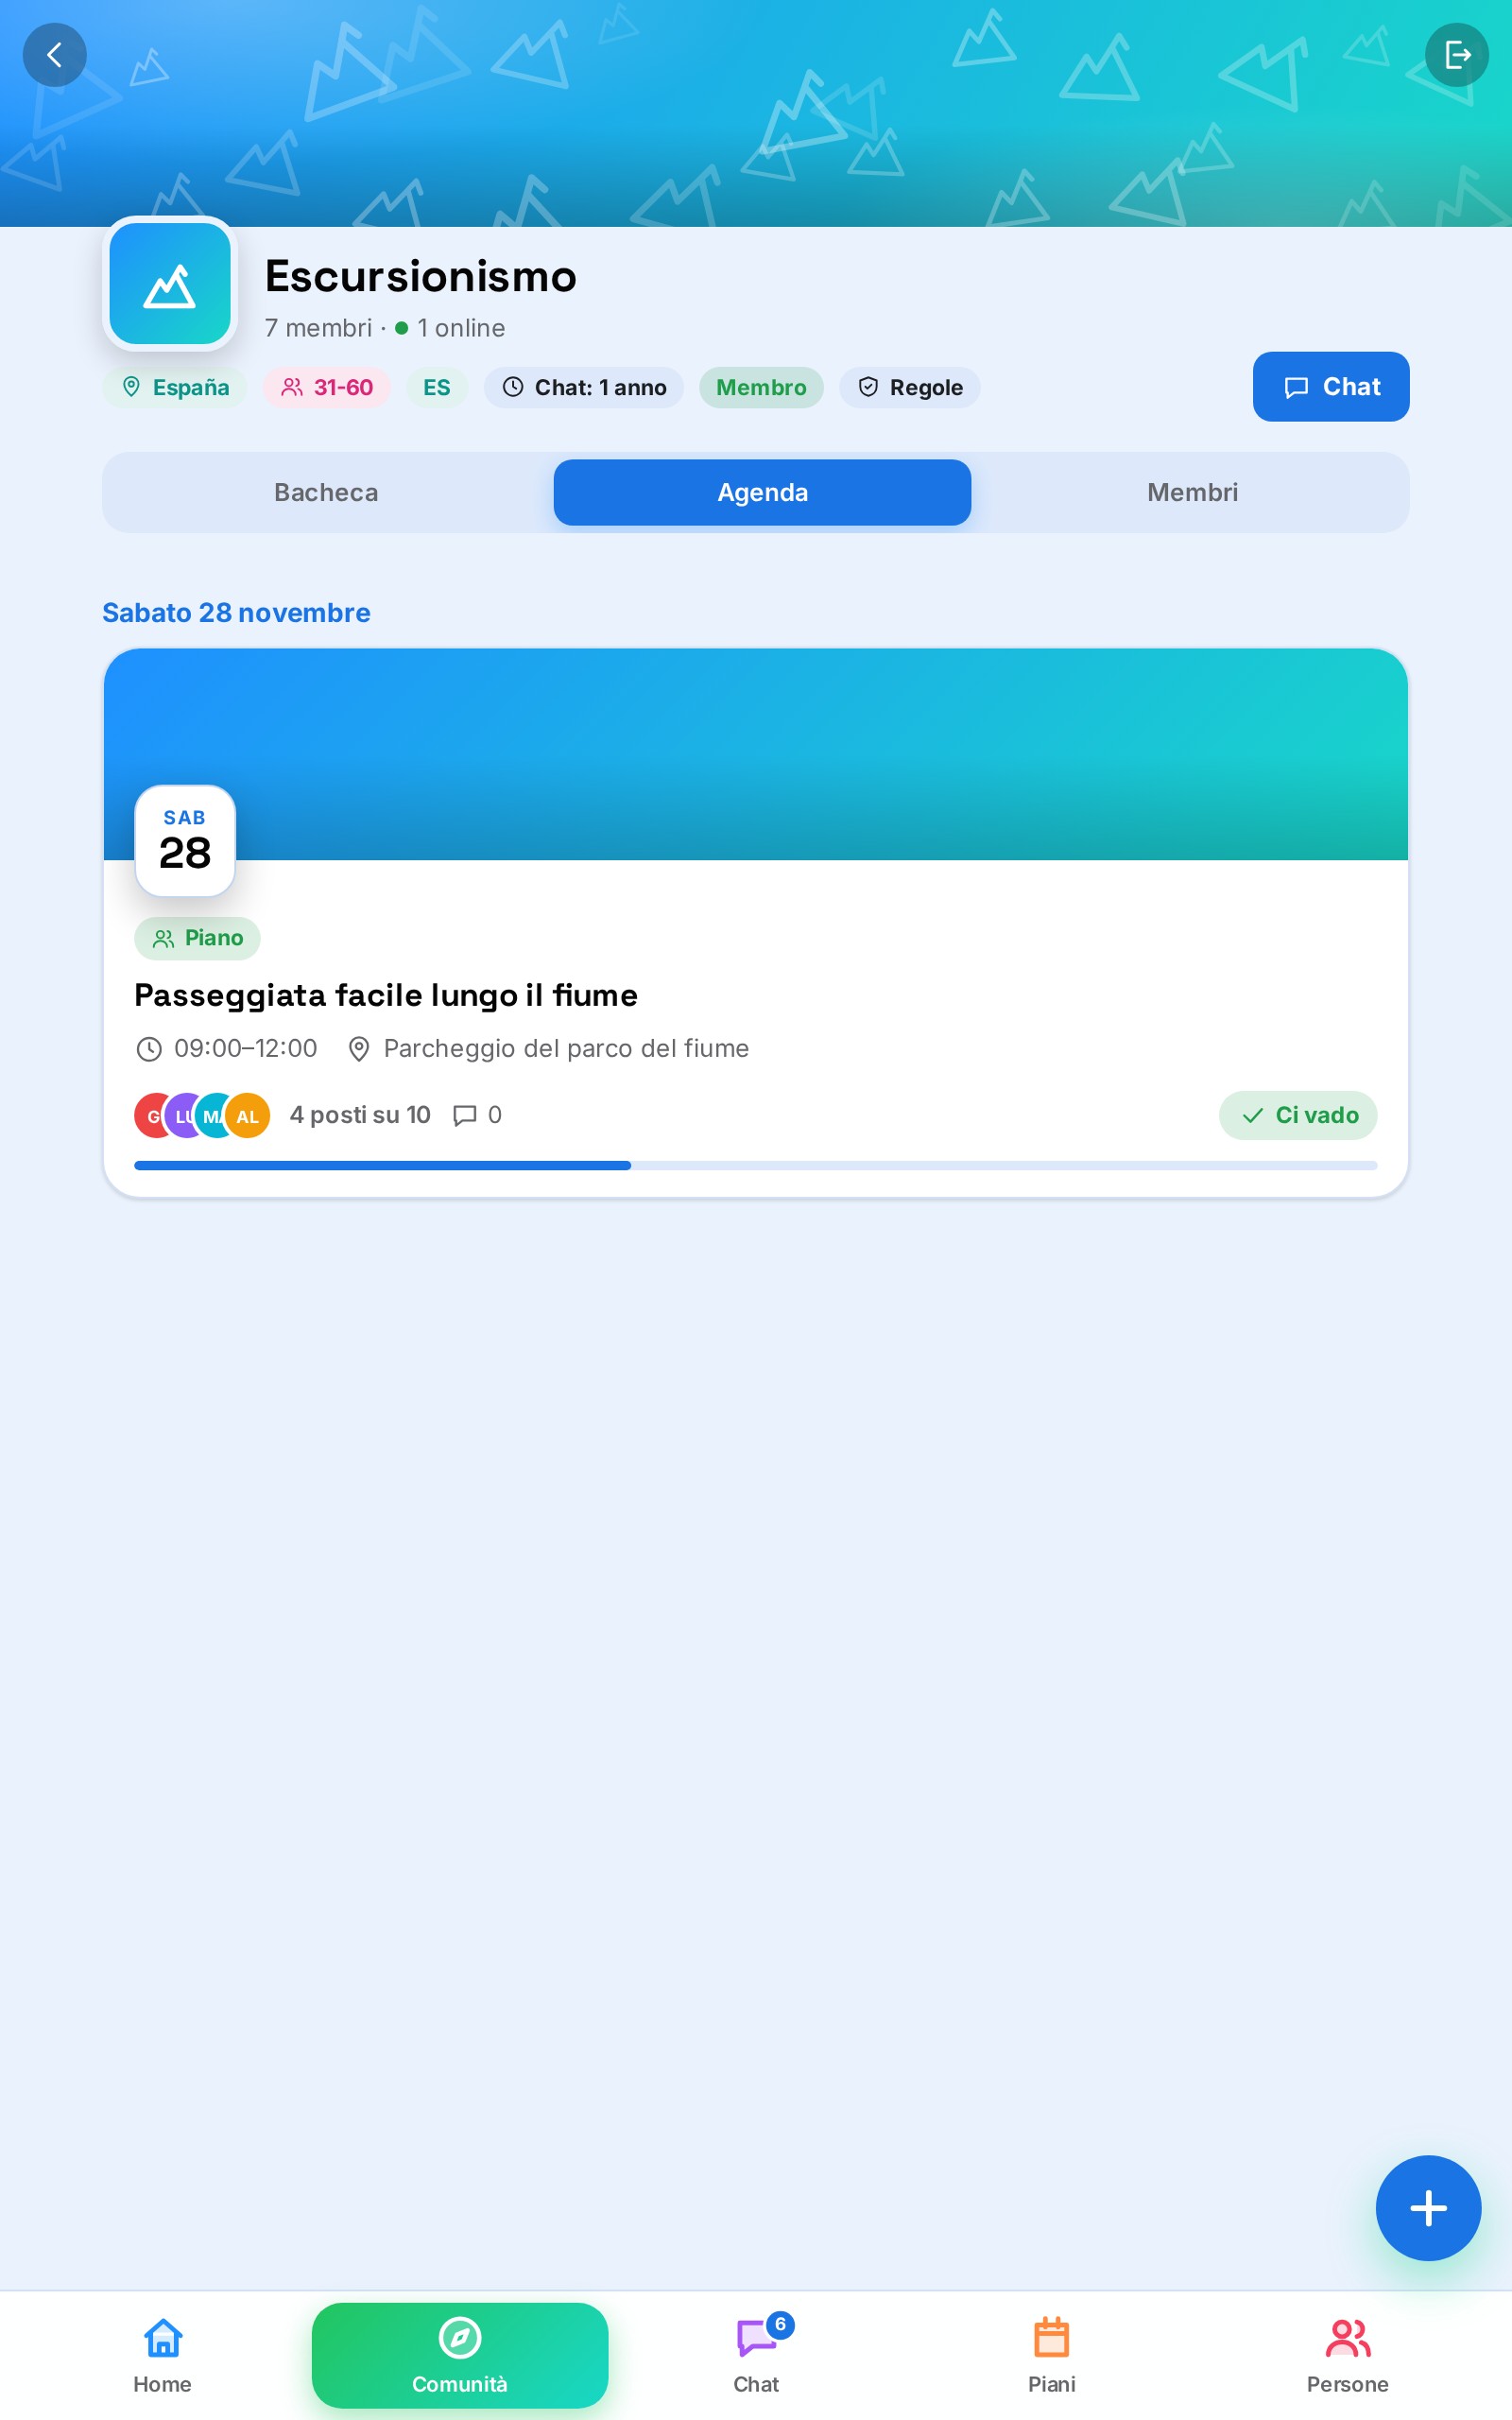 Escursionismo
7 membri · 1 online
España 31-60 ES Chat: 1 anno Membro Regole
Chat
Bacheca Agenda Membri
Sabato 28 novembre
SAB
28
Piano
Passeggiata facile lungo il fiume
09:00–12:00 Parcheggio del parco del fiume
AL 4 posti su 10 0 Ci vado
6
Home Comunità Chat Piani Persone